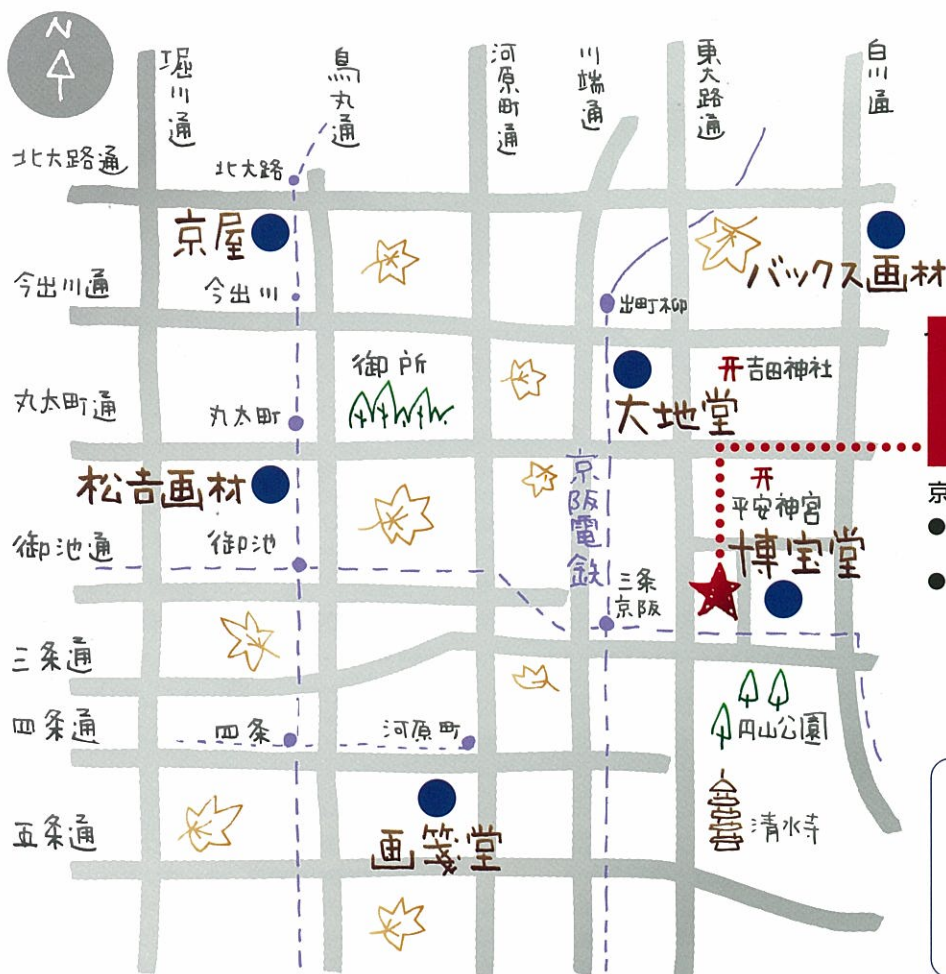 N
堀川通
烏丸通
河原町通
川端通
東大路通
白川通
北大路通
北大路
京屋
バックス画材
今出川通
今出川
出町柳
御所
吉田神社
丸太町通
丸太町
大地堂
松吉画材
京阪電鉄
平安神宮
京
御池通
御池
博宝堂
三条
京阪
三条通
四条通
四条
河原町
円山公園
五条通
画箋堂
清水寺